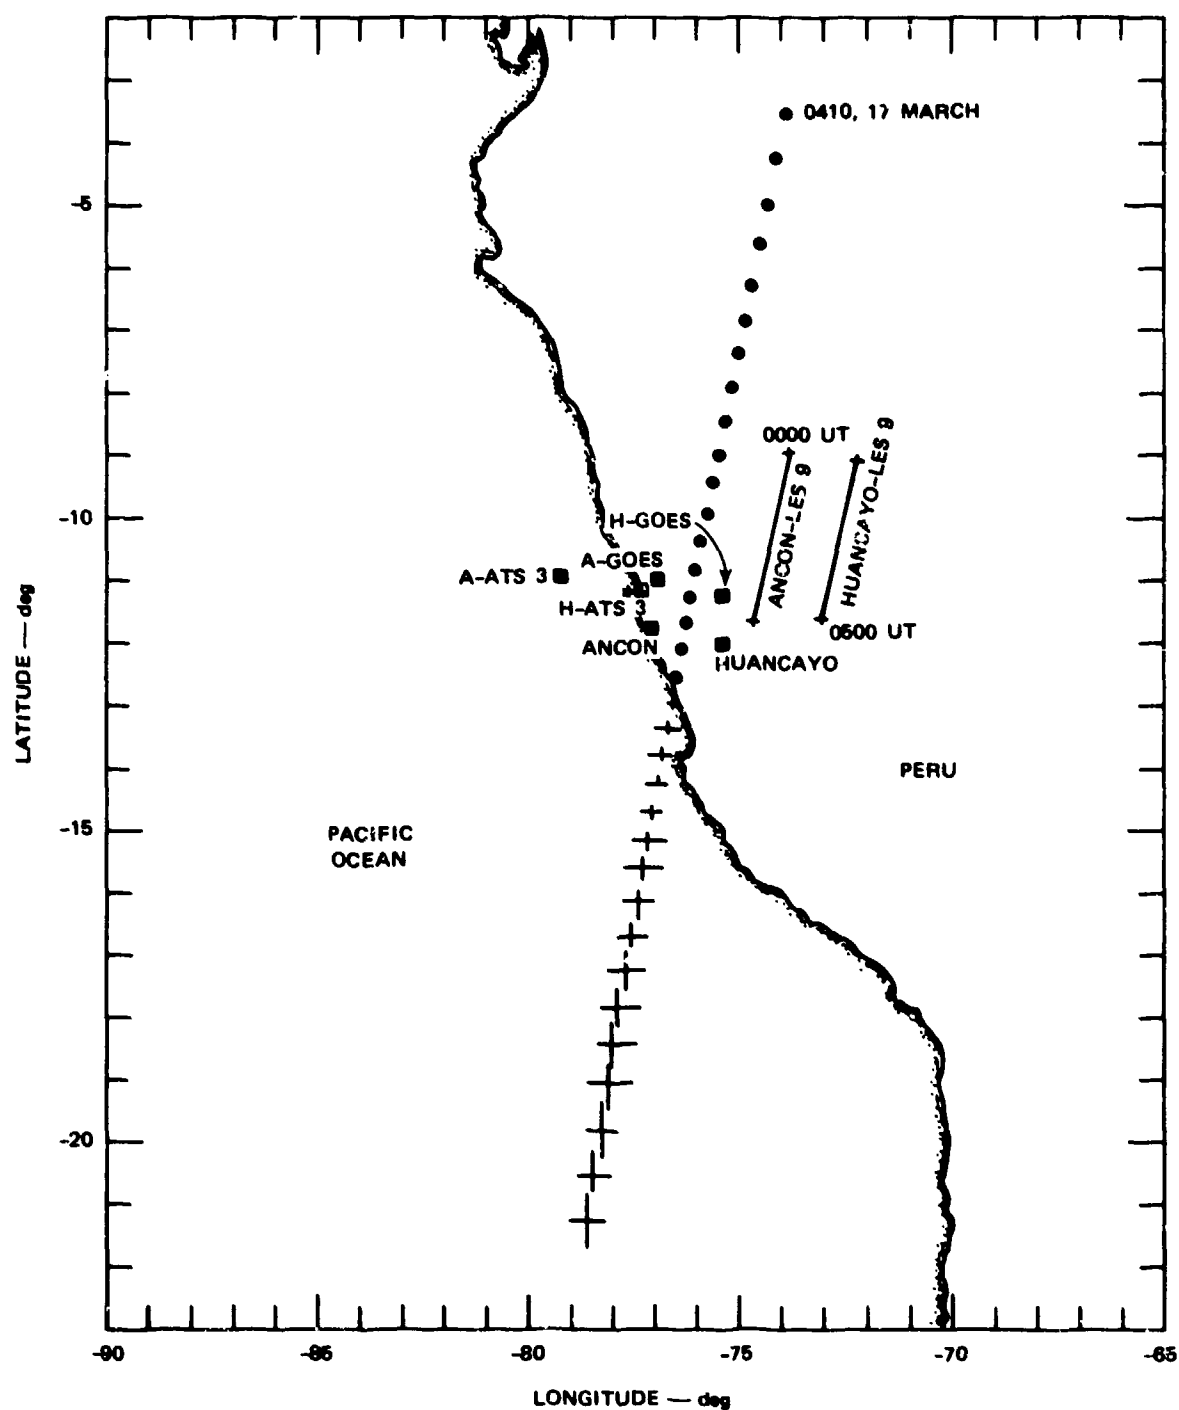 0410, 17 MARCH
-5
0000 UT
HUANCAYO-LES 9
ANCON-LES 9
-10
H-GOES
A-GOES
A-ATS 3
H-ATS 3
0500 UT
ANCON
HUANCAYO
LATITUDE — deg
PERU
-15
PACIFIC
OCEAN
-20
-90
-85
-80
-75
-70
-65
LONGITUDE — deg